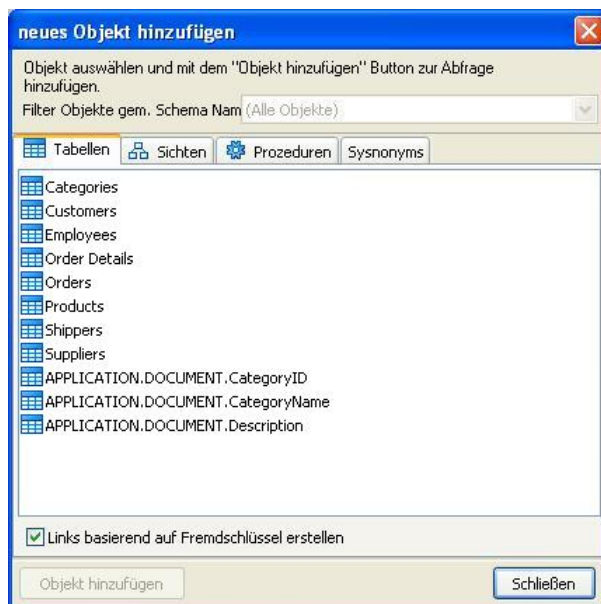 neues Objekt hinzufügen
Objekt auswählen und mit dem "Objekt hinzufügen" Button zur Abfrage
hinzufügen.
Filter Objekte gem. Schema Nam (Alle Objekte)
Tabellen Sichten Prozeduren Sysnonyms
Categories
Customers
Employees
Order Details
Orders
Products
Shippers
Suppliers
APPLICATION.DOCUMENT.CategoryID
APPLICATION.DOCUMENT.CategoryName
APPLICATION.DOCUMENT.Description
Links basierend auf Fremdschlüssel erstellen
Objekt hinzufügen Schließen